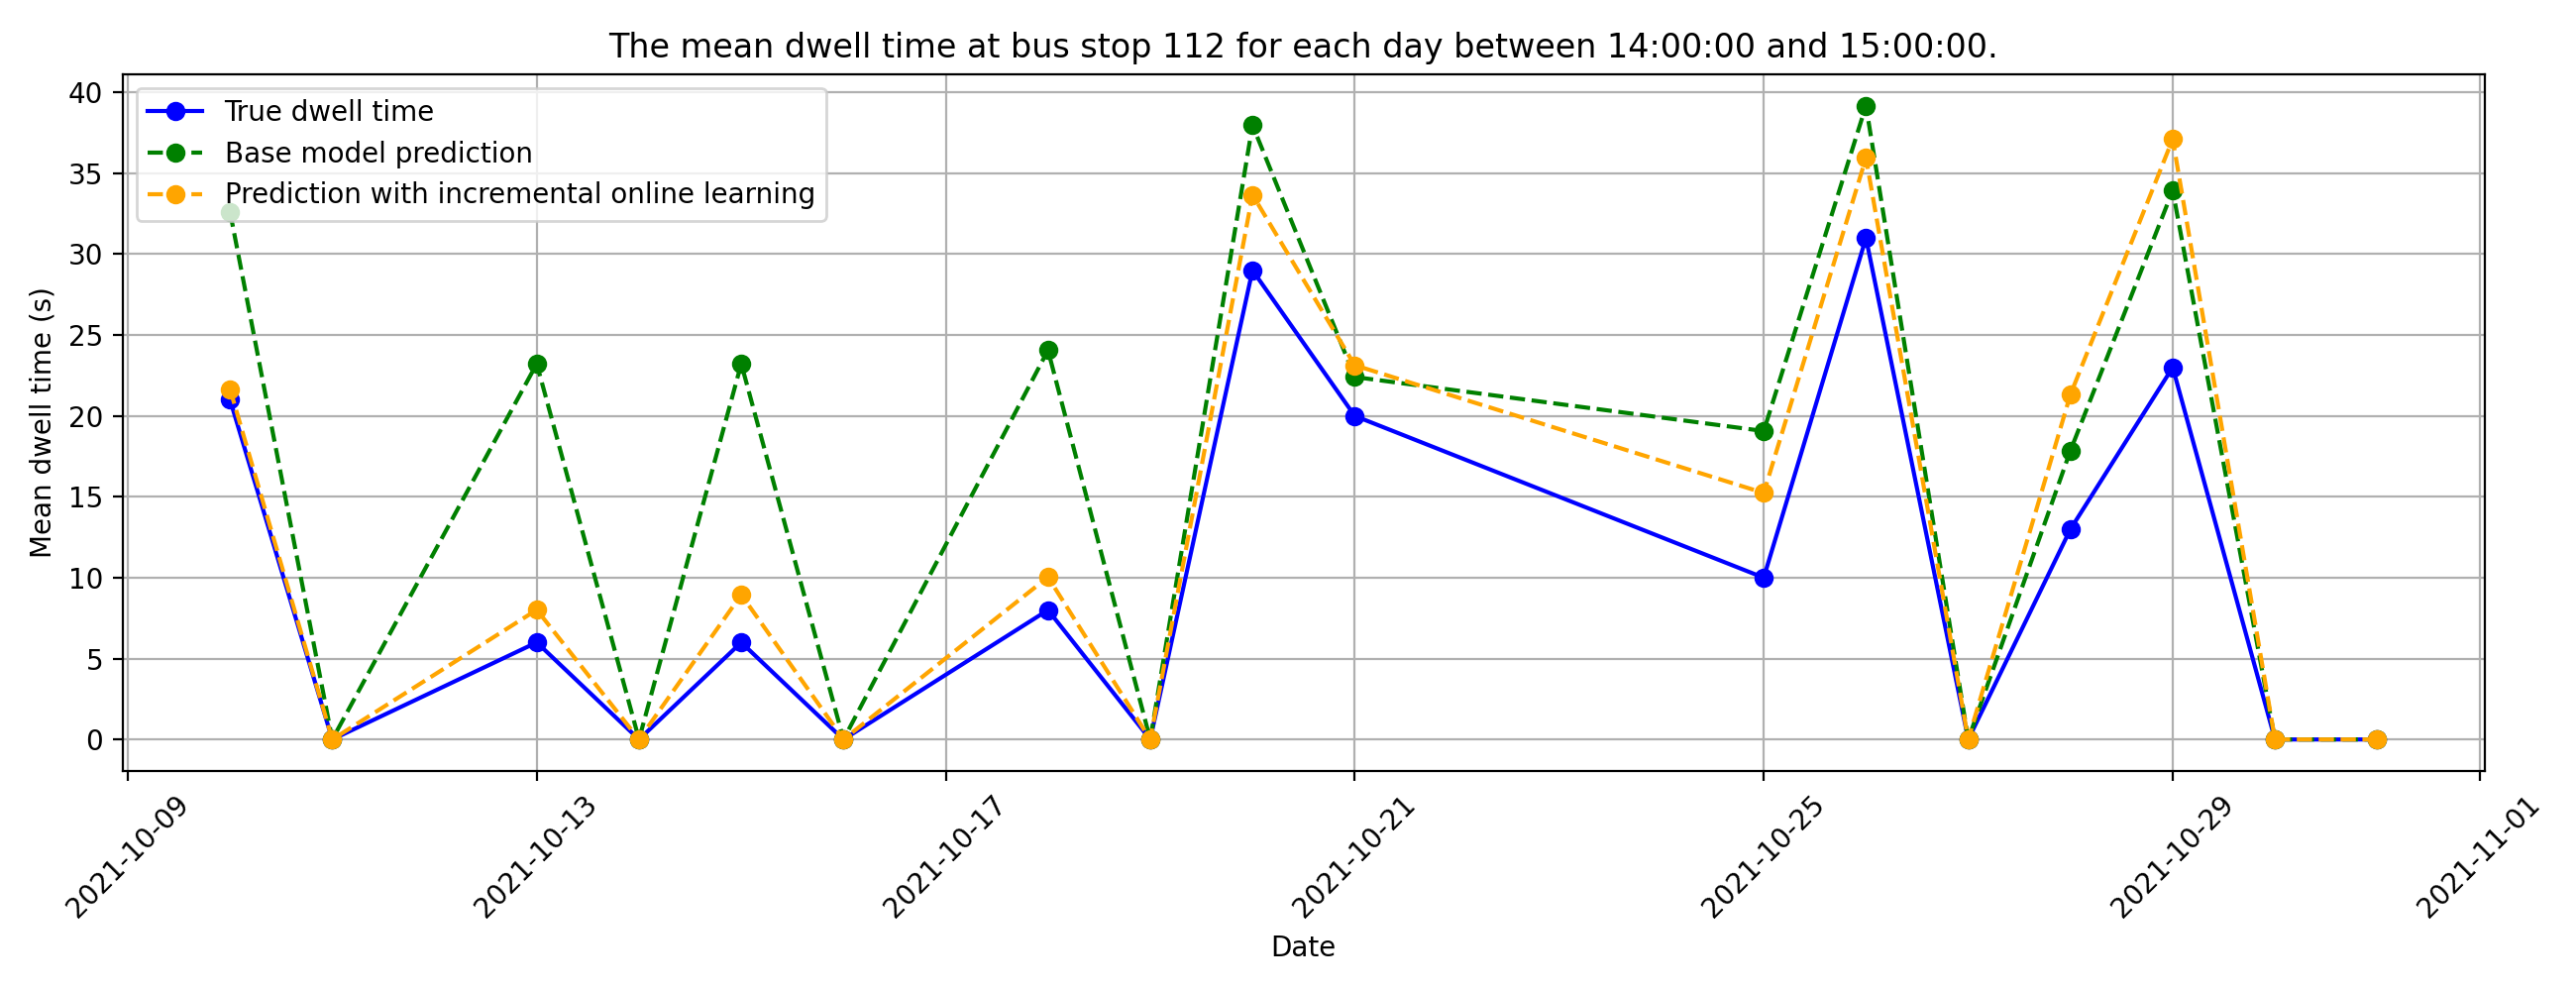 The mean dwell time at bus stop 112 for each day between 14:00:00 and 15:00:00.
True dwell time
Base model prediction
Prediction with incremental online learning
Mean dwell time (s)
40
35
30
25
20
15
10
5
0
2021-10-09
2021-10-13
2021-10-17
2021-10-21
2021-10-25
2021-10-29
2021-11-01
Date